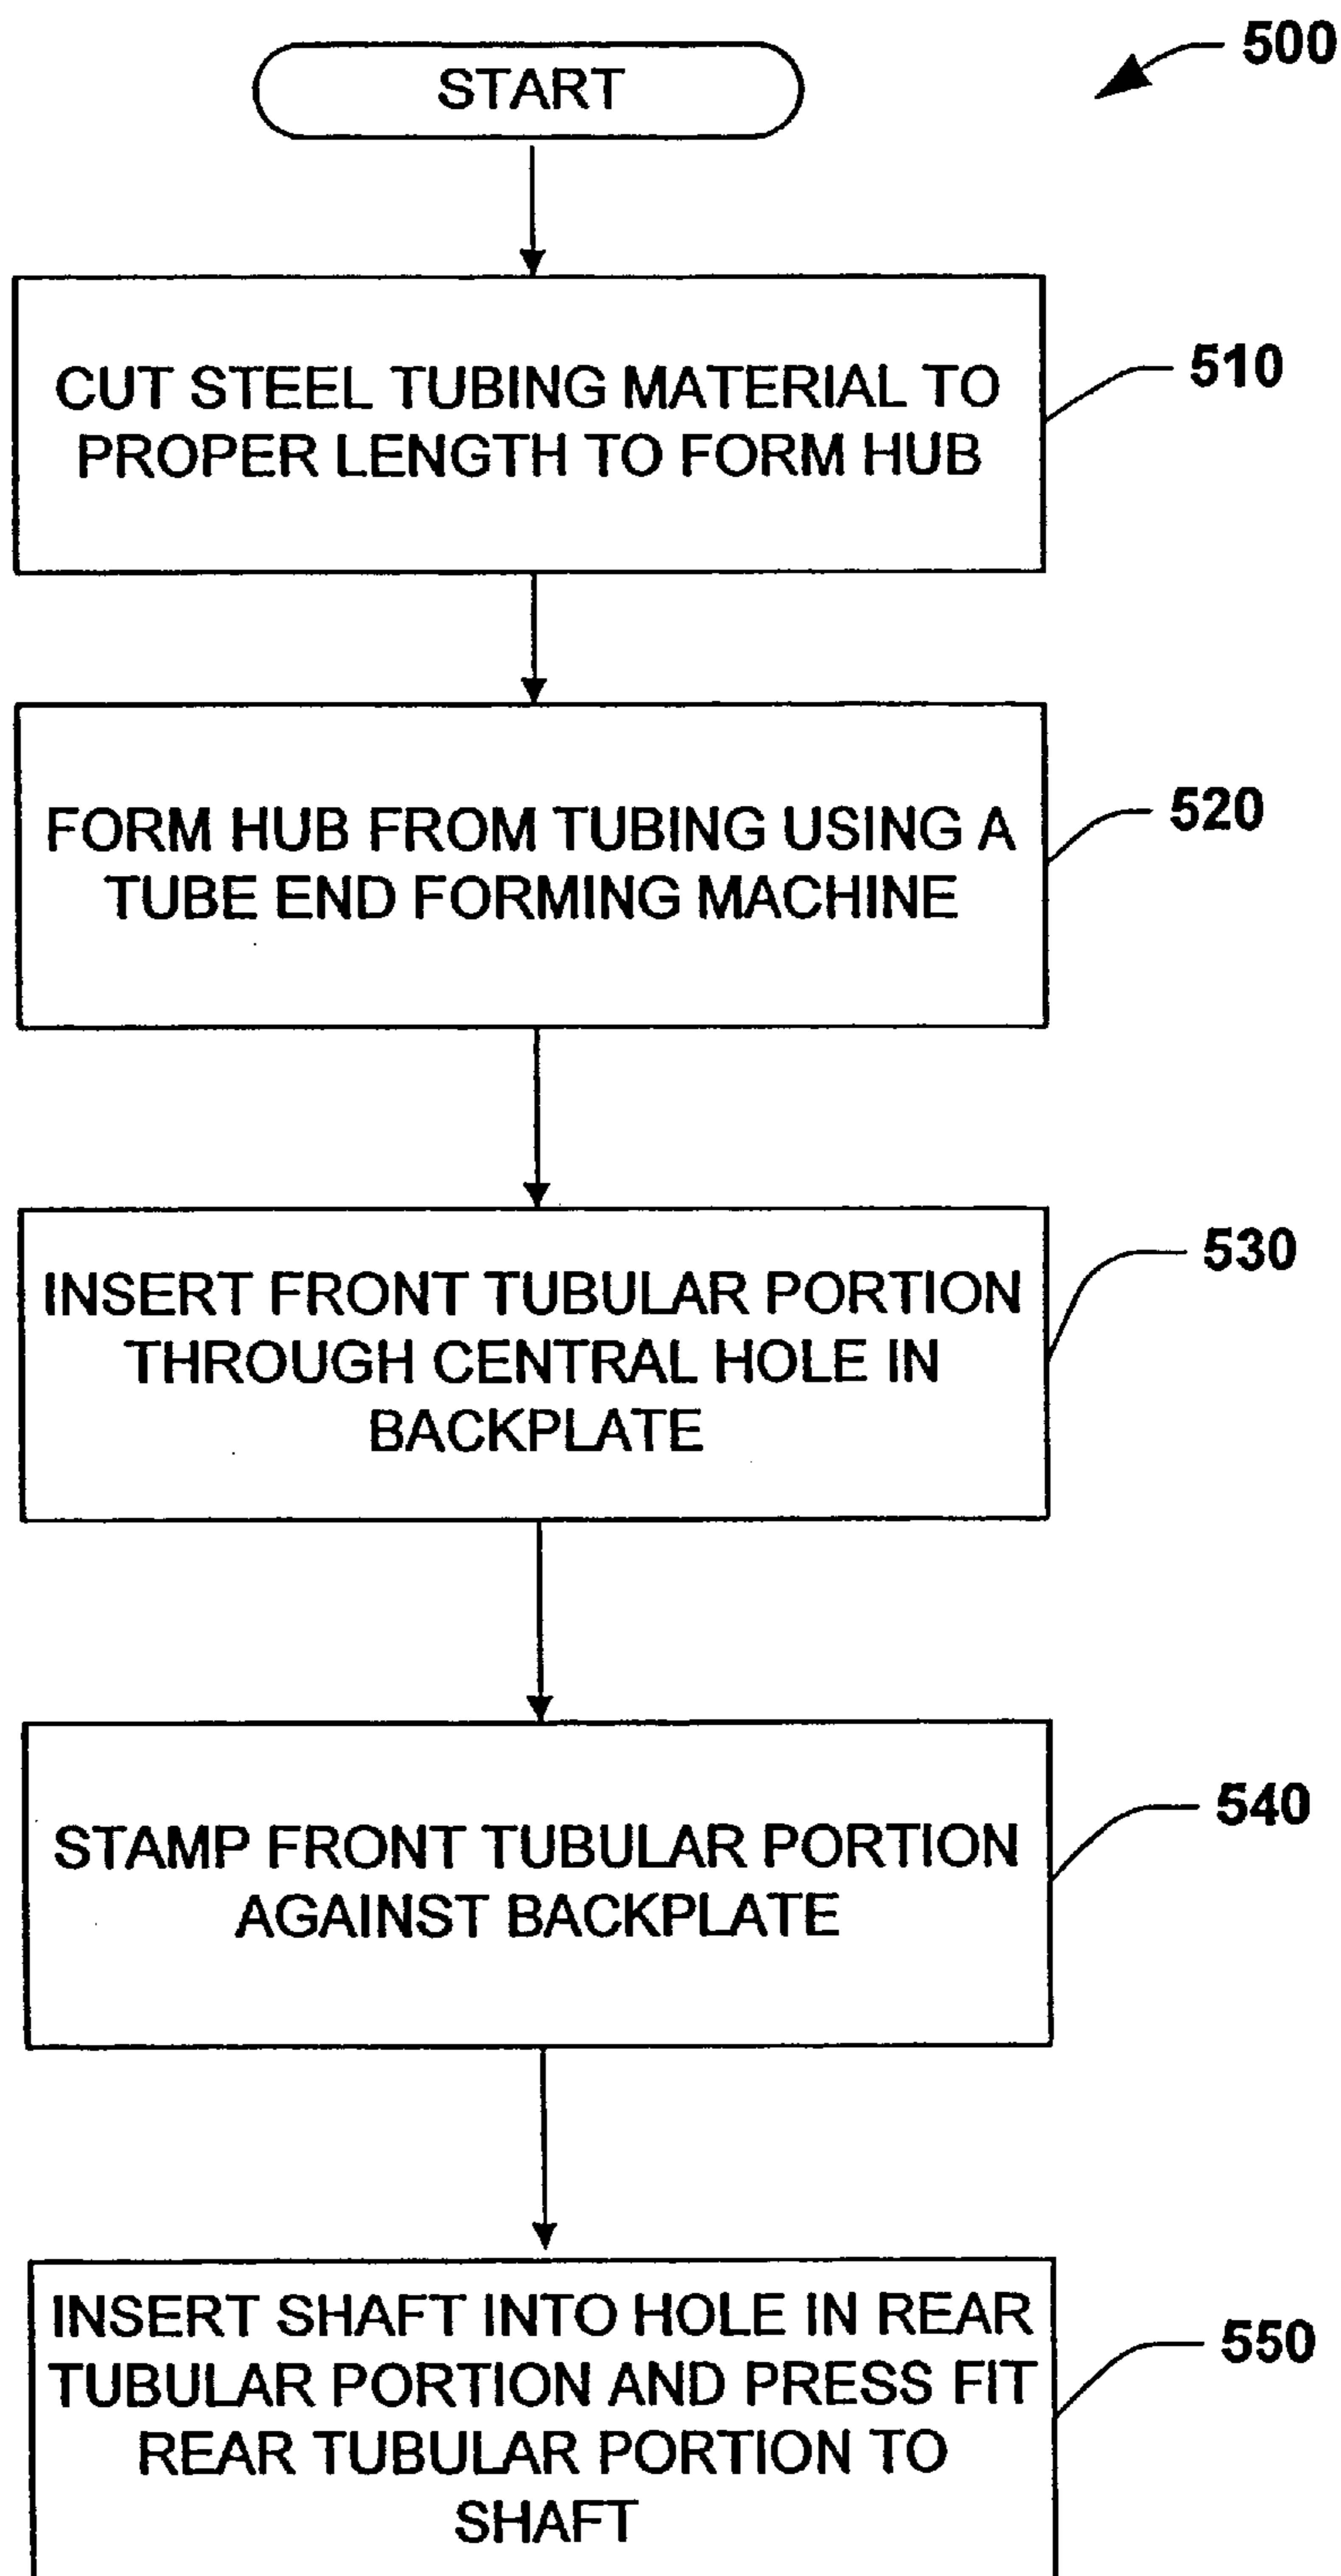 500
START
CUT STEEL TUBING MATERIAL TO
PROPER LENGTH TO FORM HUB
510
FORM HUB FROM TUBING USING A
TUBE END FORMING MACHINE
520
INSERT FRONT TUBULAR PORTION
THROUGH CENTRAL HOLE IN
BACKPLATE
530
STAMP FRONT TUBULAR PORTION
AGAINST BACKPLATE
540
INSERT SHAFT INTO HOLE IN REAR
TUBULAR PORTION AND PRESS FIT
REAR TUBULAR PORTION TO
SHAFT
550